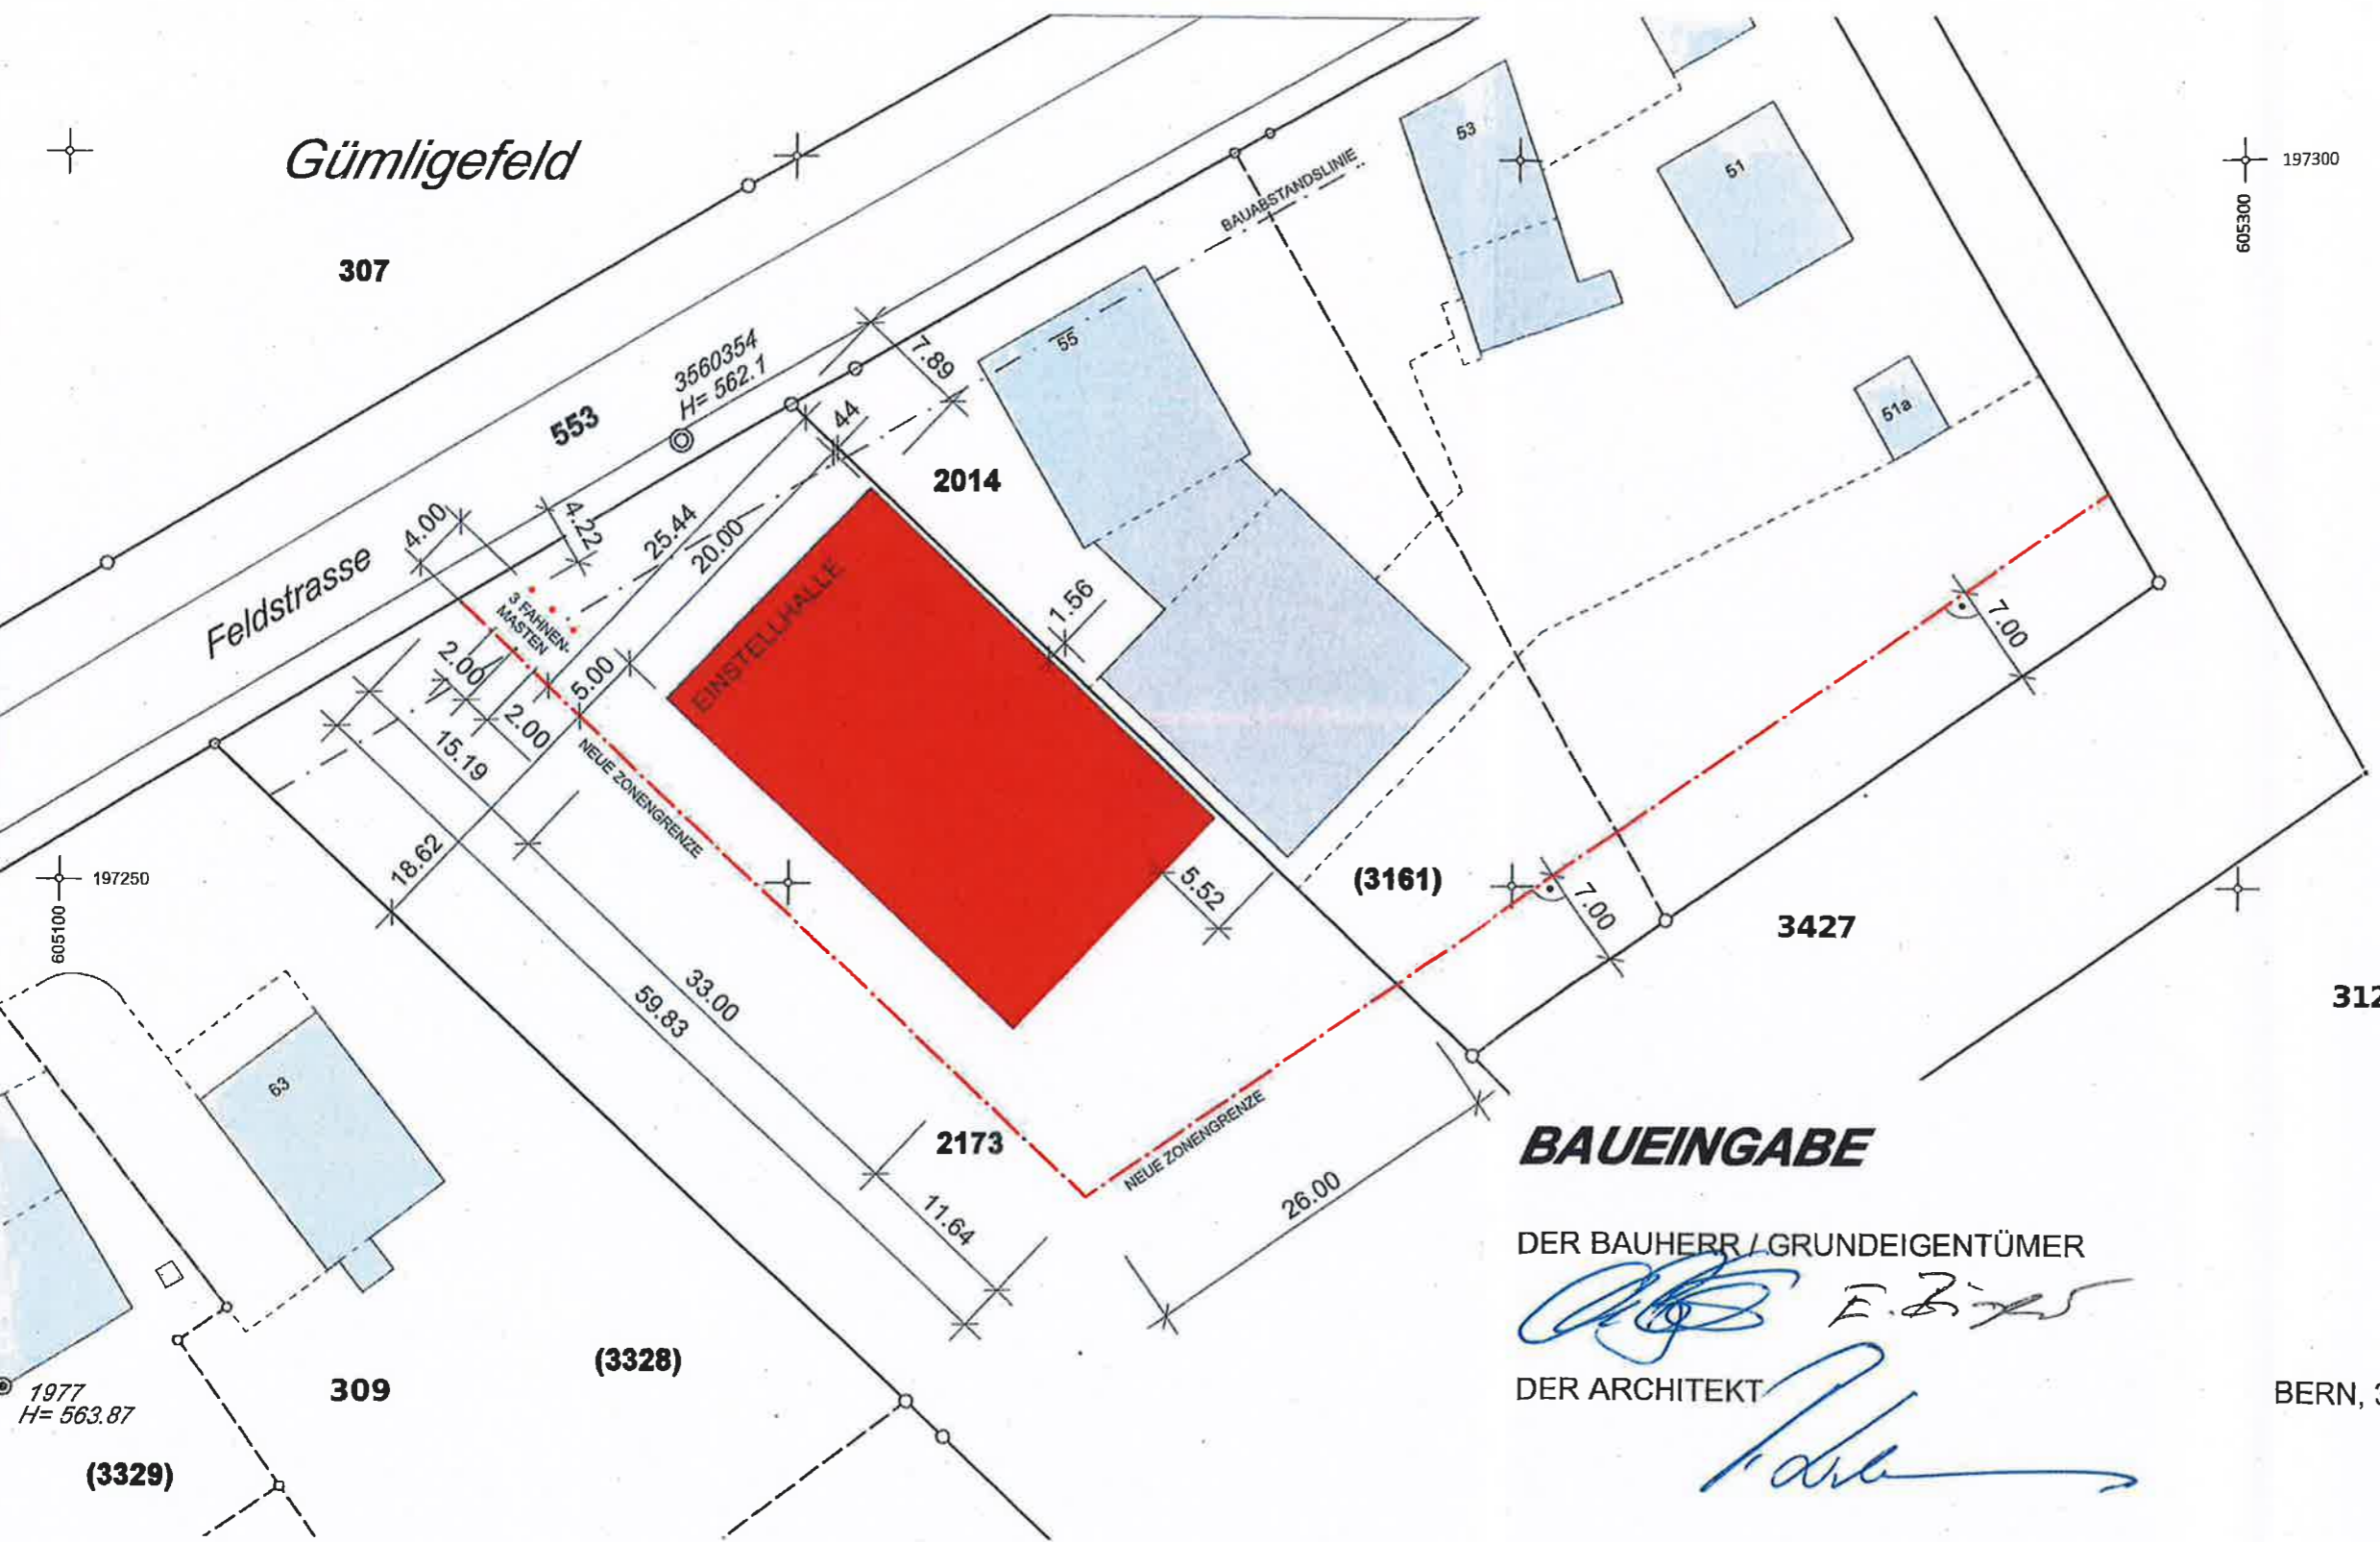 Gümligefeld
307
197300
605300
BAUABSTANDSLINIE
53
51
55
51a
3560354
H= 562.1
553
7.89
44
2014
4.00
4.22
25.44
20.00
Feldstrasse
3 FAHNEN-
MASTEN
EINSTELLHALLE
1.56
7.00
2.00
5.00
2.00
15.19
NEUE ZONENGRENZE
18.62
197250
605100
5.52
(3161)
7.00
3427
33.00
59.83
312
63
2173
NEUE ZONENGRENZE
11.64
26.00
BAUEINGABE
DER BAUHERR / GRUNDEIGENTÜMER
DER ARCHITEKT
BERN, 3
(3328)
309
1977
H= 563.87
(3329)